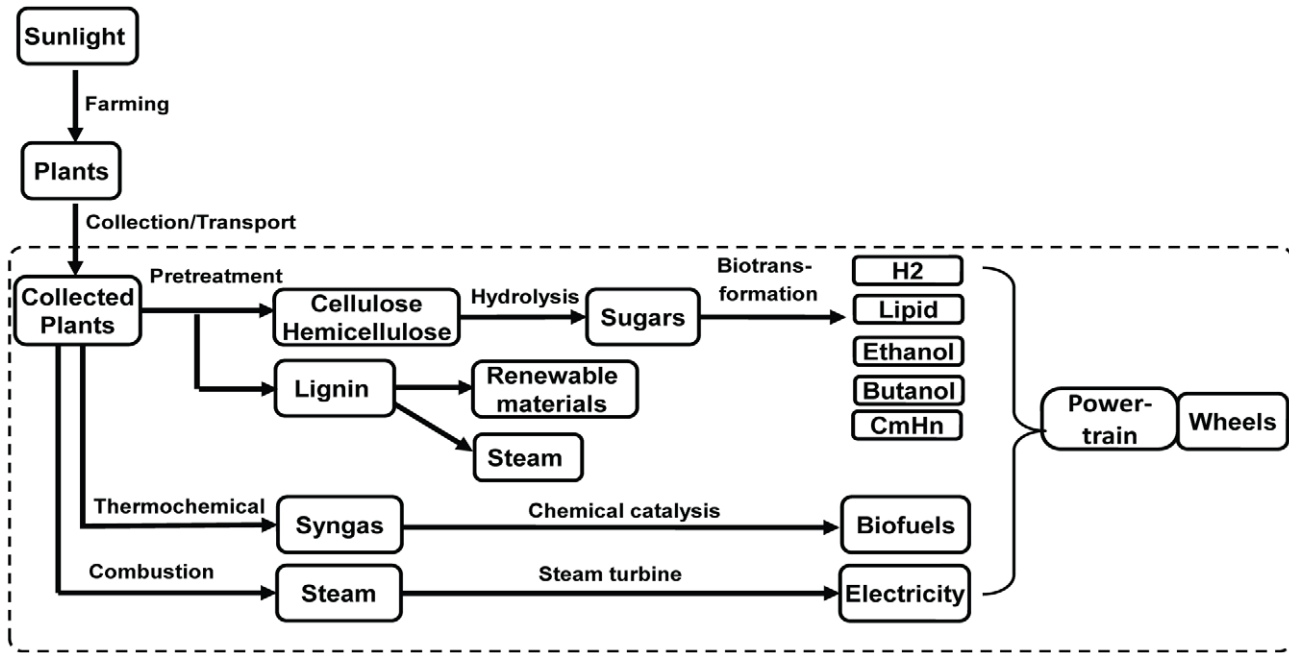 Sunlight
Farming
Plants
Collection/Transport
Collected
Plants
Pretreatment
Cellulose
Hemicellulose
Hydrolysis
Sugars
Biotrans-
formation
H2
Lipid
Ethanol
Butanol
CmHn
Lignin
Renewable
materials
Steam
Power-
train
Wheels
Thermochemical
Syngas
Chemical catalysis
Biofuels
Combustion
Steam
Steam turbine
Electricity